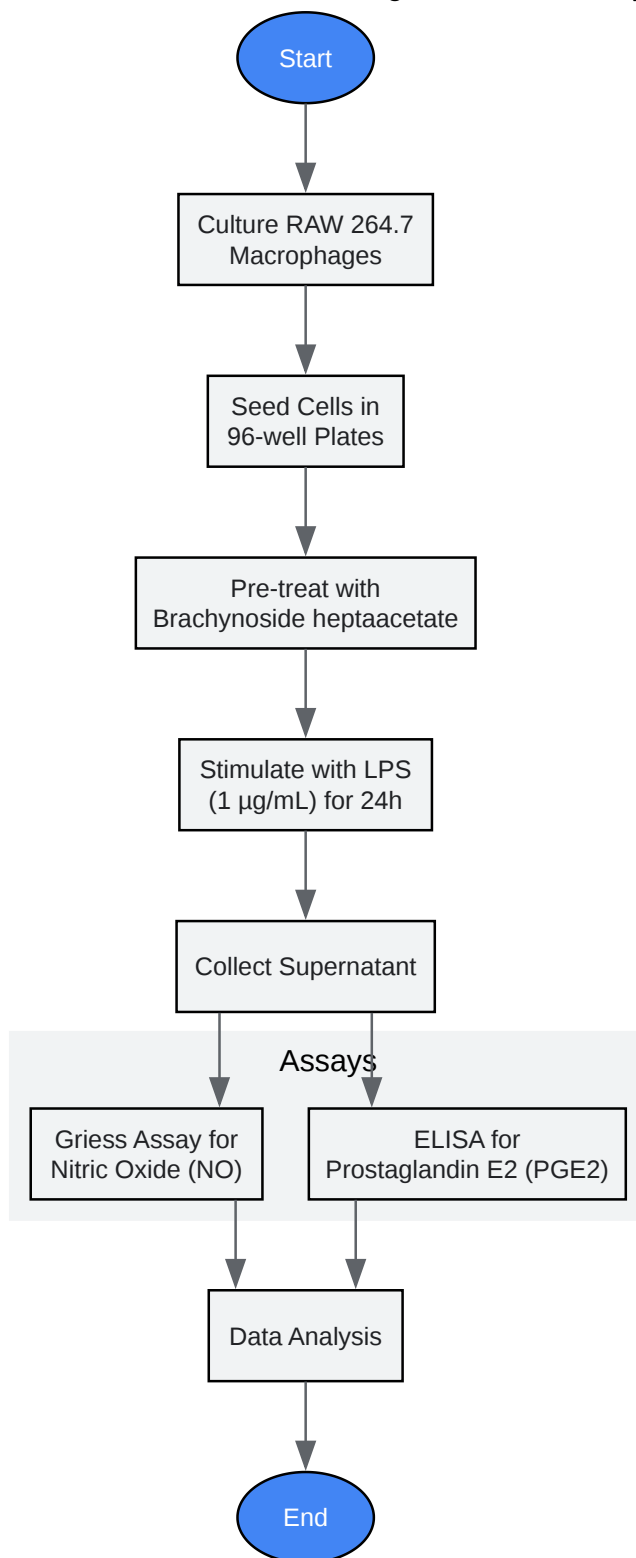 Start
Culture RAW 264.7
Macrophages
Seed Cells in
96-well Plates
Pre-treat with
Brachynoside heptaacetate
Stimulate with LPS
(1 µg/mL) for 24h
Collect Supernatant
Assays
Griess Assay for
Nitric Oxide (NO)
ELISA for
Prostaglandin E2 (PGE2)
Data Analysis
End